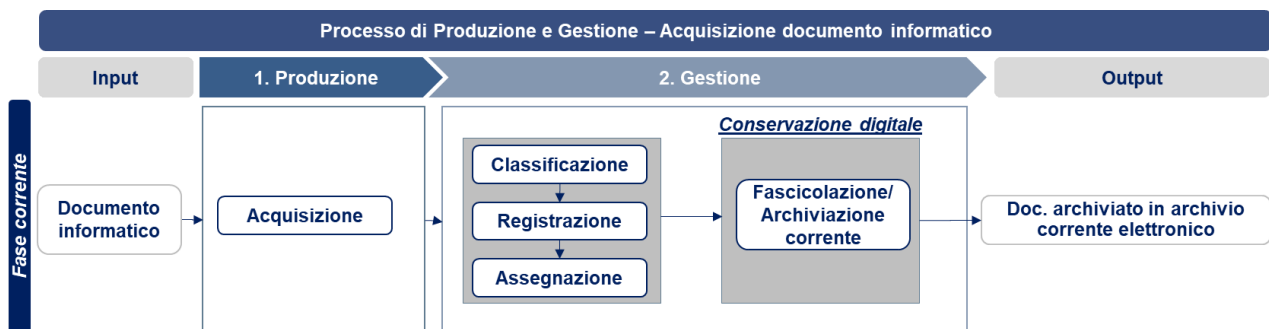 Processo di Produzione e Gestione – Acquisizione documento informatico
Input
1. Produzione
2. Gestione
Output
Fase corrente
Documento
informatico
Acquisizione
Classificazione
Registrazione
Assegnazione
Conservazione digitale
Fascicolazione/
Archiviazione
corrente
Doc. archiviato in archivio
corrente elettronico